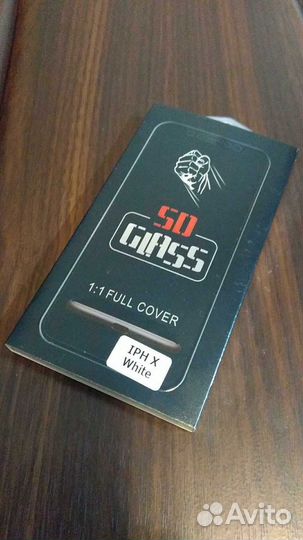 5D
GLASS
1:1 FULL COVER
IPH X
White
Avito